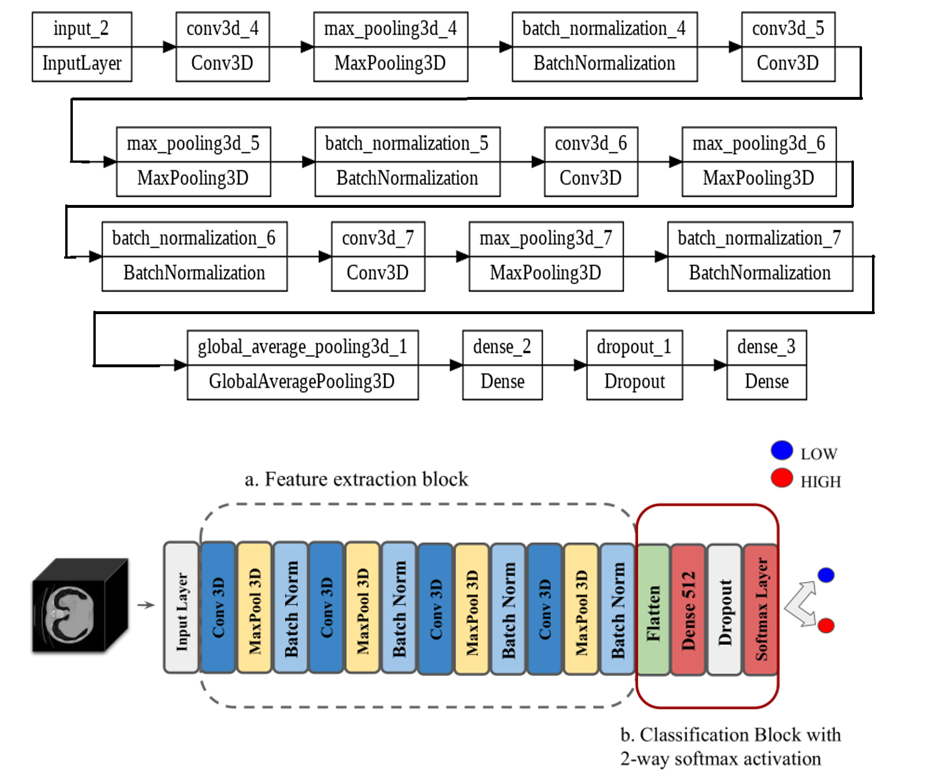 input_2
InputLayer
conv3d_4
Conv3D
max_pooling3d_4
MaxPooling3D
batch_normalization_4
BatchNormalization
conv3d_5
Conv3D
max_pooling3d_5
MaxPooling3D
batch_normalization_5
BatchNormalization
conv3d_6
Conv3D
max_pooling3d_6
MaxPooling3D
batch_normalization_6
BatchNormalization
conv3d_7
Conv3D
max_pooling3d_7
MaxPooling3D
batch_normalization_7
BatchNormalization
global_average_pooling3d_1
GlobalAveragePooling3D
dense_2
Dense
dropout_1
Dropout
dense_3
Dense
LOW
HIGH
a. Feature extraction block
Input Layer
Conv 3D
MaxPool 3D
Batch Norm
Conv 3D
MaxPool 3D
Batch Norm
Conv 3D
MaxPool 3D
Batch Norm
Conv 3D
MaxPool 3D
Batch Norm
Flatten
Dense 512
Dropout
Softmax Layer
b. Classification Block with
2-way softmax activation